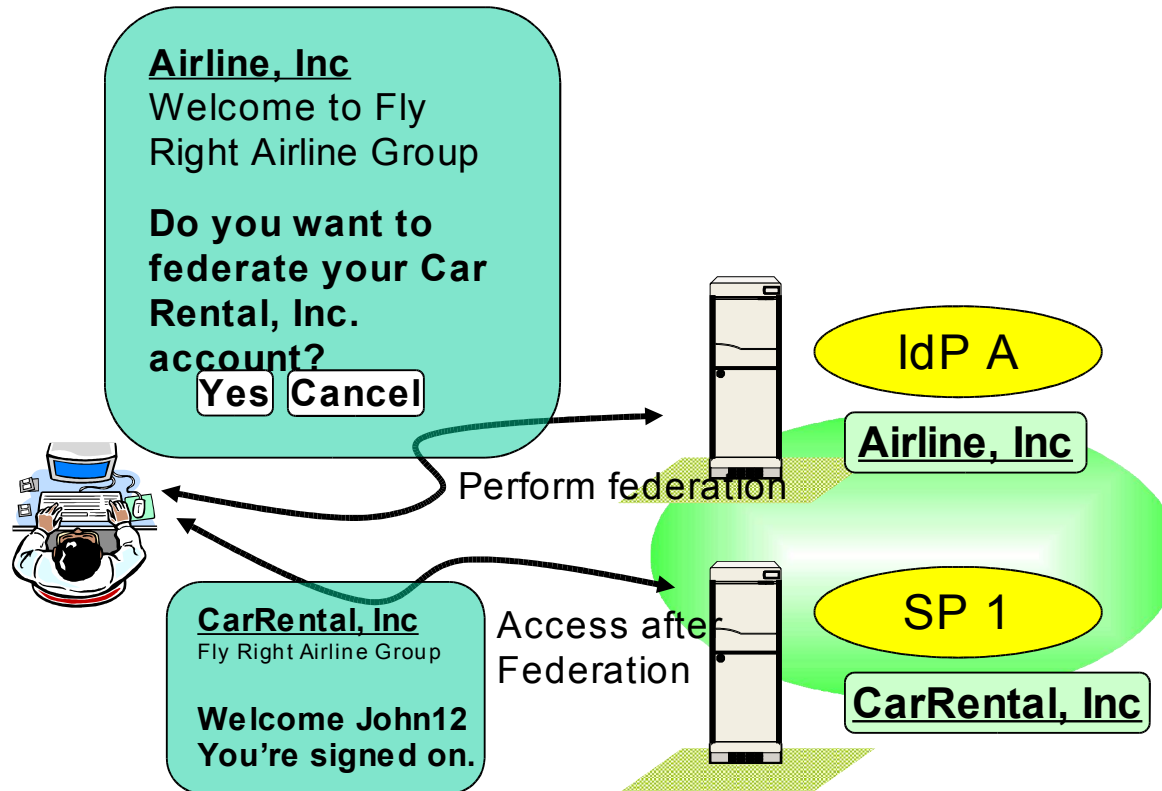 Airline, Inc
Welcome to Fly
Right Airline Group
Do you want to
federate your Car
Rental, Inc.
account?
Yes Cancel
IdP A
Airline, Inc
Perform federation
SP 1
CarRental, Inc
Access after
Federation
CarRental, Inc
Fly Right Airline Group
Welcome John12
You're signed on.